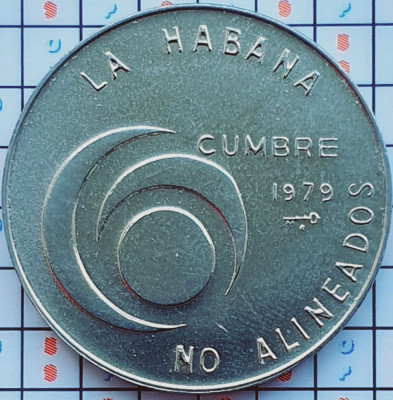 LA HABANA
CUMBRE
1979
NO ALINEADOS